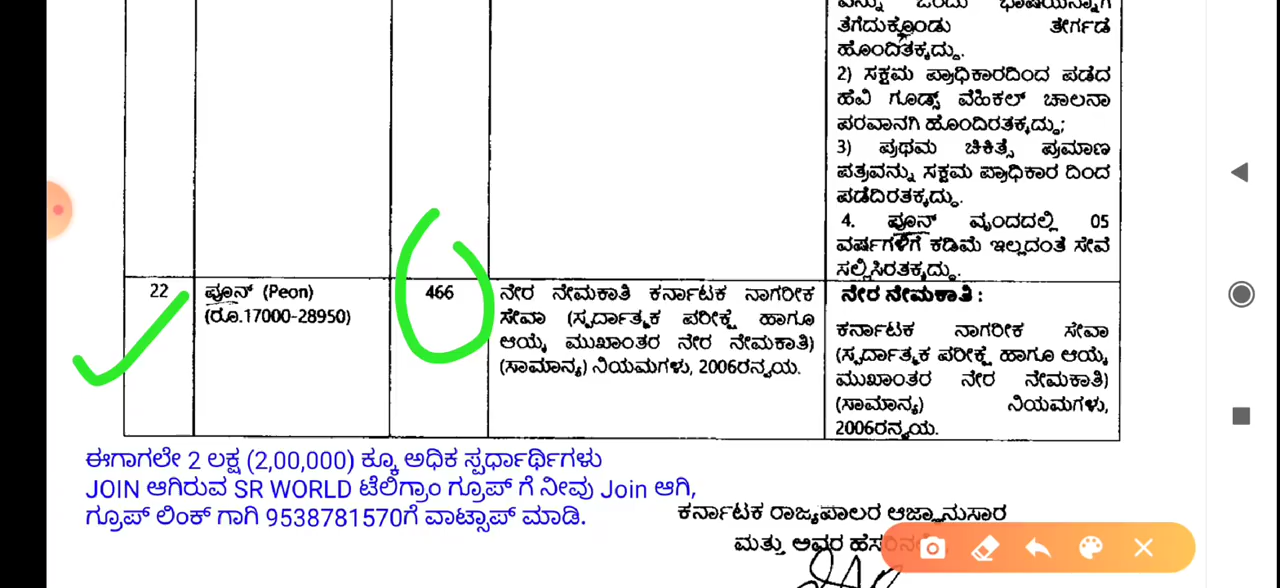 ತೆಗೆದುಕೊಂಡು ತೇರ್ಗಡೆ
ಹೊಂದಿತಕ್ಕದ್ದು.
2) ಸಕ್ಷಮ ಪ್ರಾಧಿಕಾರದಿಂದ ಪಡೆದ
ಹೆವಿ ಗೂಡ್ಸ್ ವೆಹಿಕಲ್ ಚಾಲನಾ
ಪರವಾನಗಿ ಹೊಂದಿರತಕ್ಕದ್ದು;
3) ಪ್ರಥಮ ಚಿಕಿತ್ಸೆ ಪ್ರಮಾಣ
ಪತ್ರವನ್ನು ಸಕ್ಷಮ ಪ್ರಾಧಿಕಾರ ದಿಂದ
ಪಡೆದಿರತಕ್ಕದ್ದು.
4. ಪ್ಯೂನ್ ವೃಂದದಲ್ಲಿ 05
ವರ್ಷಗಳಿಗೆ ಕಡಿಮೆ ಇಲ್ಲದಂತೆ ಸೇವೆ
ಸಲ್ಲಿಸಿರತಕ್ಕದ್ದು.
22 ಪ್ಯೂನ್ (Peon)
(ರೂ.17000-28950)
466
ನೇರ ನೇಮಕಾತಿ ಕರ್ನಾಟಕ ನಾಗರೀಕ
ಸೇವಾ (ಸ್ಪರ್ದಾತ್ಮಕ ಪರೀಕ್ಷೆ ಹಾಗೂ
ಆಯ್ಕೆ ಮುಖಾಂತರ ನೇರ ನೇಮಕಾತಿ)
(ಸಾಮಾನ್ಯ) ನಿಯಮಗಳು, 2006ರನ್ವಯ.
ನೇರ ನೇಮಕಾತಿ :
ಕರ್ನಾಟಕ ನಾಗರೀಕ ಸೇವಾ
(ಸ್ಪರ್ದಾತ್ಮಕ ಪರೀಕ್ಷೆ ಹಾಗೂ ಆಯ್ಕೆ
ಮುಖಾಂತರ ನೇರ ನೇಮಕಾತಿ)
(ಸಾಮಾನ್ಯ) ನಿಯಮಗಳು,
2006ರನ್ವಯ.
ಈಗಾಗಲೇ 2 ಲಕ್ಷ (2,00,000) ಕ್ಕೂ ಅಧಿಕ ಸ್ಪರ್ಧಾರ್ಥಿಗಳು
JOIN ಆಗಿರುವ SR WORLD ಟೆಲಿಗ್ರಾಂ ಗ್ರೂಪ್ ಗೆ ನೀವು Join ಆಗಿ,
ಗ್ರೂಪ್ ಲಿಂಕ್ ಗಾಗಿ 9538781570ಗೆ ವಾಟ್ಸಾಪ್ ಮಾಡಿ.
ಕರ್ನಾಟಕ ರಾಜ್ಯಪಾಲರ ಆಜ್ಞಾನುಸಾರ
ಮತ್ತು ಅವರ